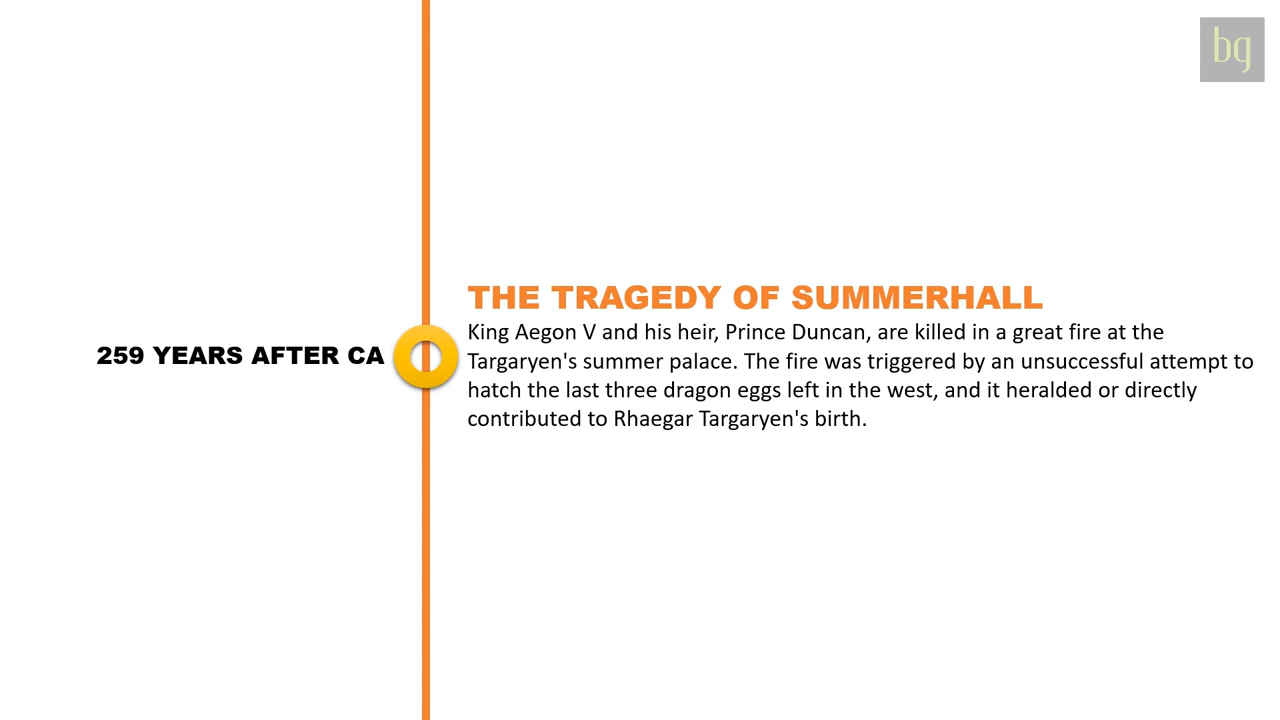 bg
THE TRAGEDY OF SUMMERHALL
King Aegon V and his heir, Prince Duncan, are killed in a great fire at the
259 YEARS AFTER CA
Targaryen's summer palace. The fire was triggered by an unsuccessful attempt to
hatch the last three dragon eggs left in the west, and it heralded or directly
contributed to Rhaegar Targaryen's birth.